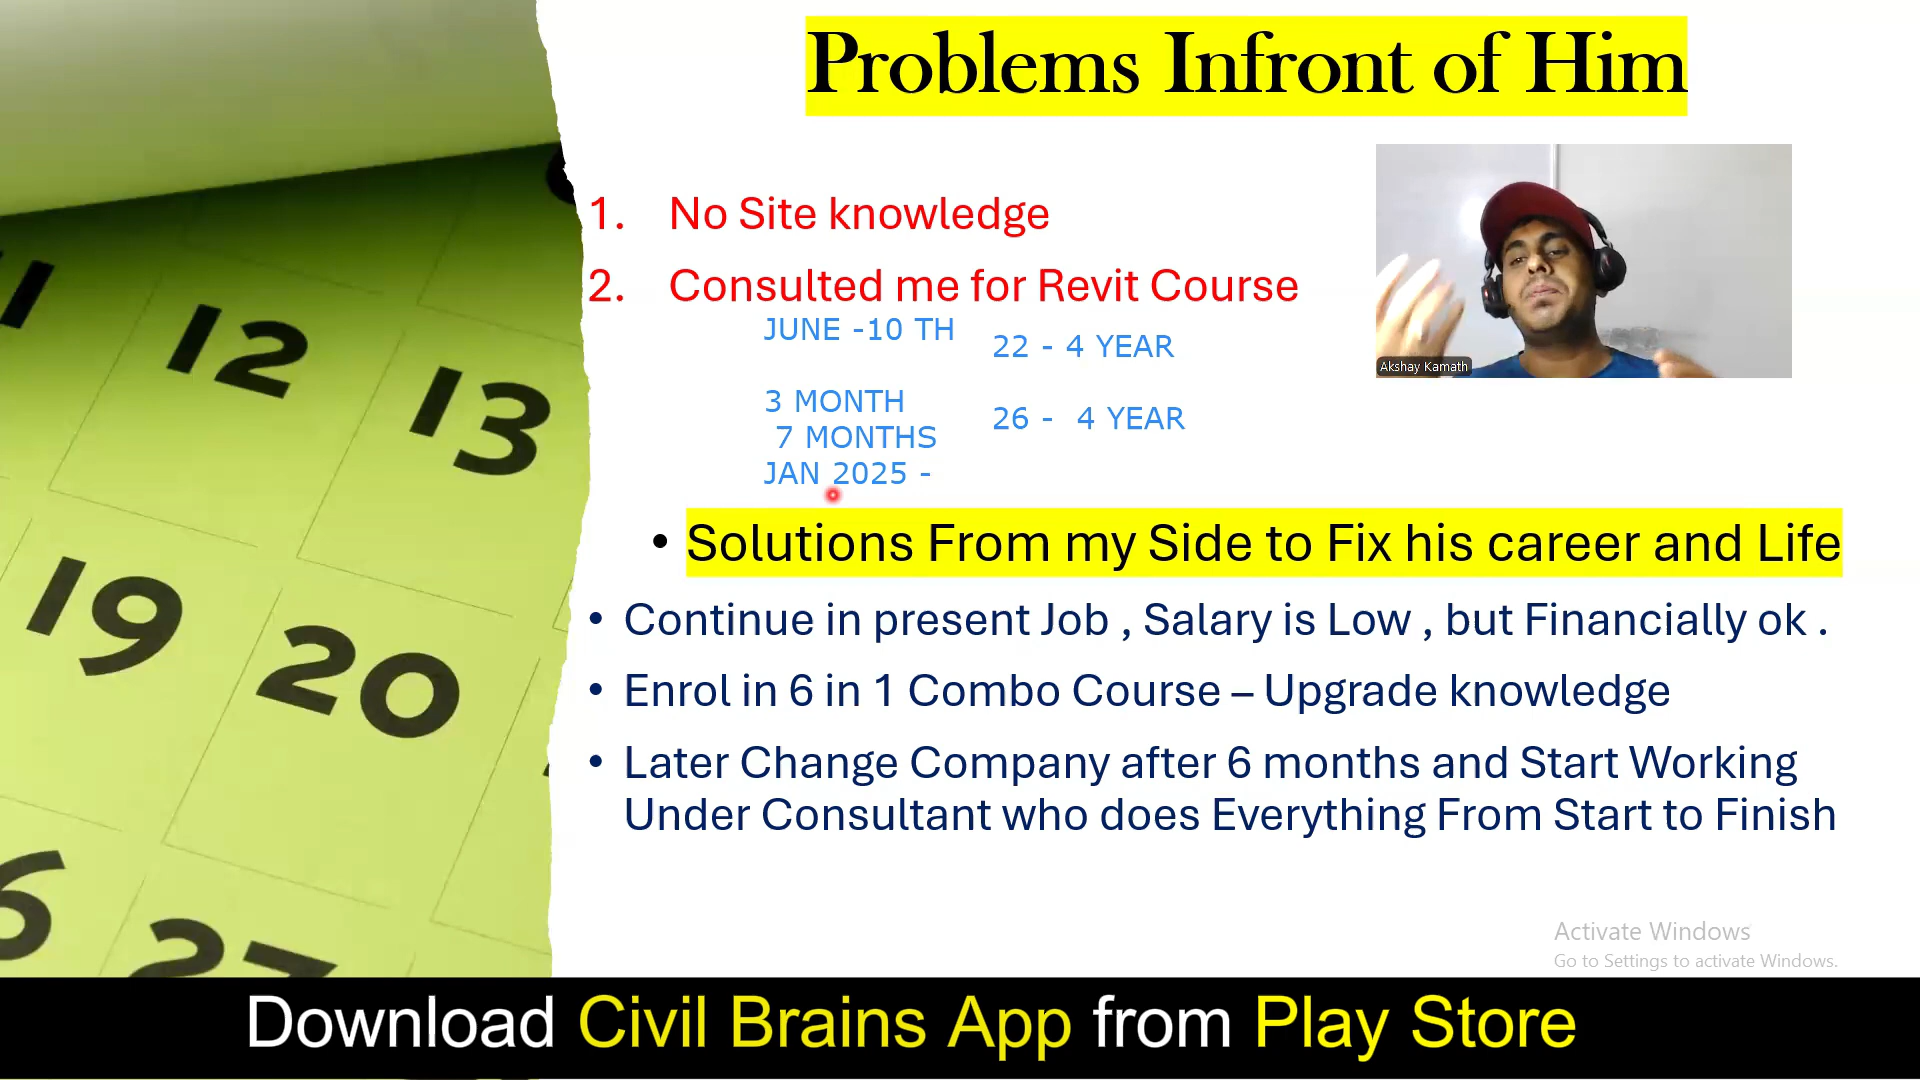 Problems Infront of Him
1. No Site knowledge
2. Consulted me for Revit Course
JUNE -10 TH
22 - 4 YEAR
3 MONTH
26 - 4 YEAR
7 MONTHS
JAN 2025 -
Akshay Kamath
• Solutions From my Side to Fix his career and Life
• Continue in present Job , Salary is Low , but Financially ok .
• Enrol in 6 in 1 Combo Course – Upgrade knowledge
• Later Change Company after 6 months and Start Working
Under Consultant who does Everything From Start to Finish
11 12 13
19 20
6 27
Activate Windows
Go to Settings to activate Windows.
Download Civil Brains App from Play Store